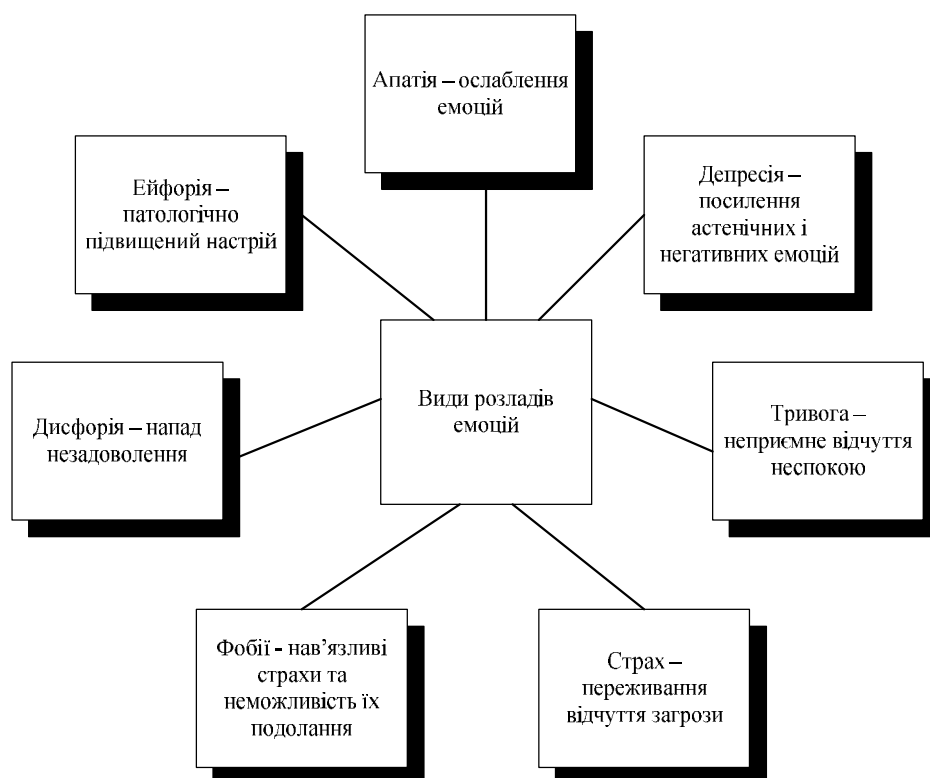 Апатія – ослаблення
емоцій
Ейфорія –
патологічно
підвищений настрій
Депресія –
посилення
астенічних і
негативних емоцій
Види розладів
емоцій
Дисфорія – напад
незадоволення
Тривога –
неприємне відчуття
неспокою
Фобії - нав’язливі
страхи та
неможливість їх
подолання
Страх –
переживання
відчуття загрози